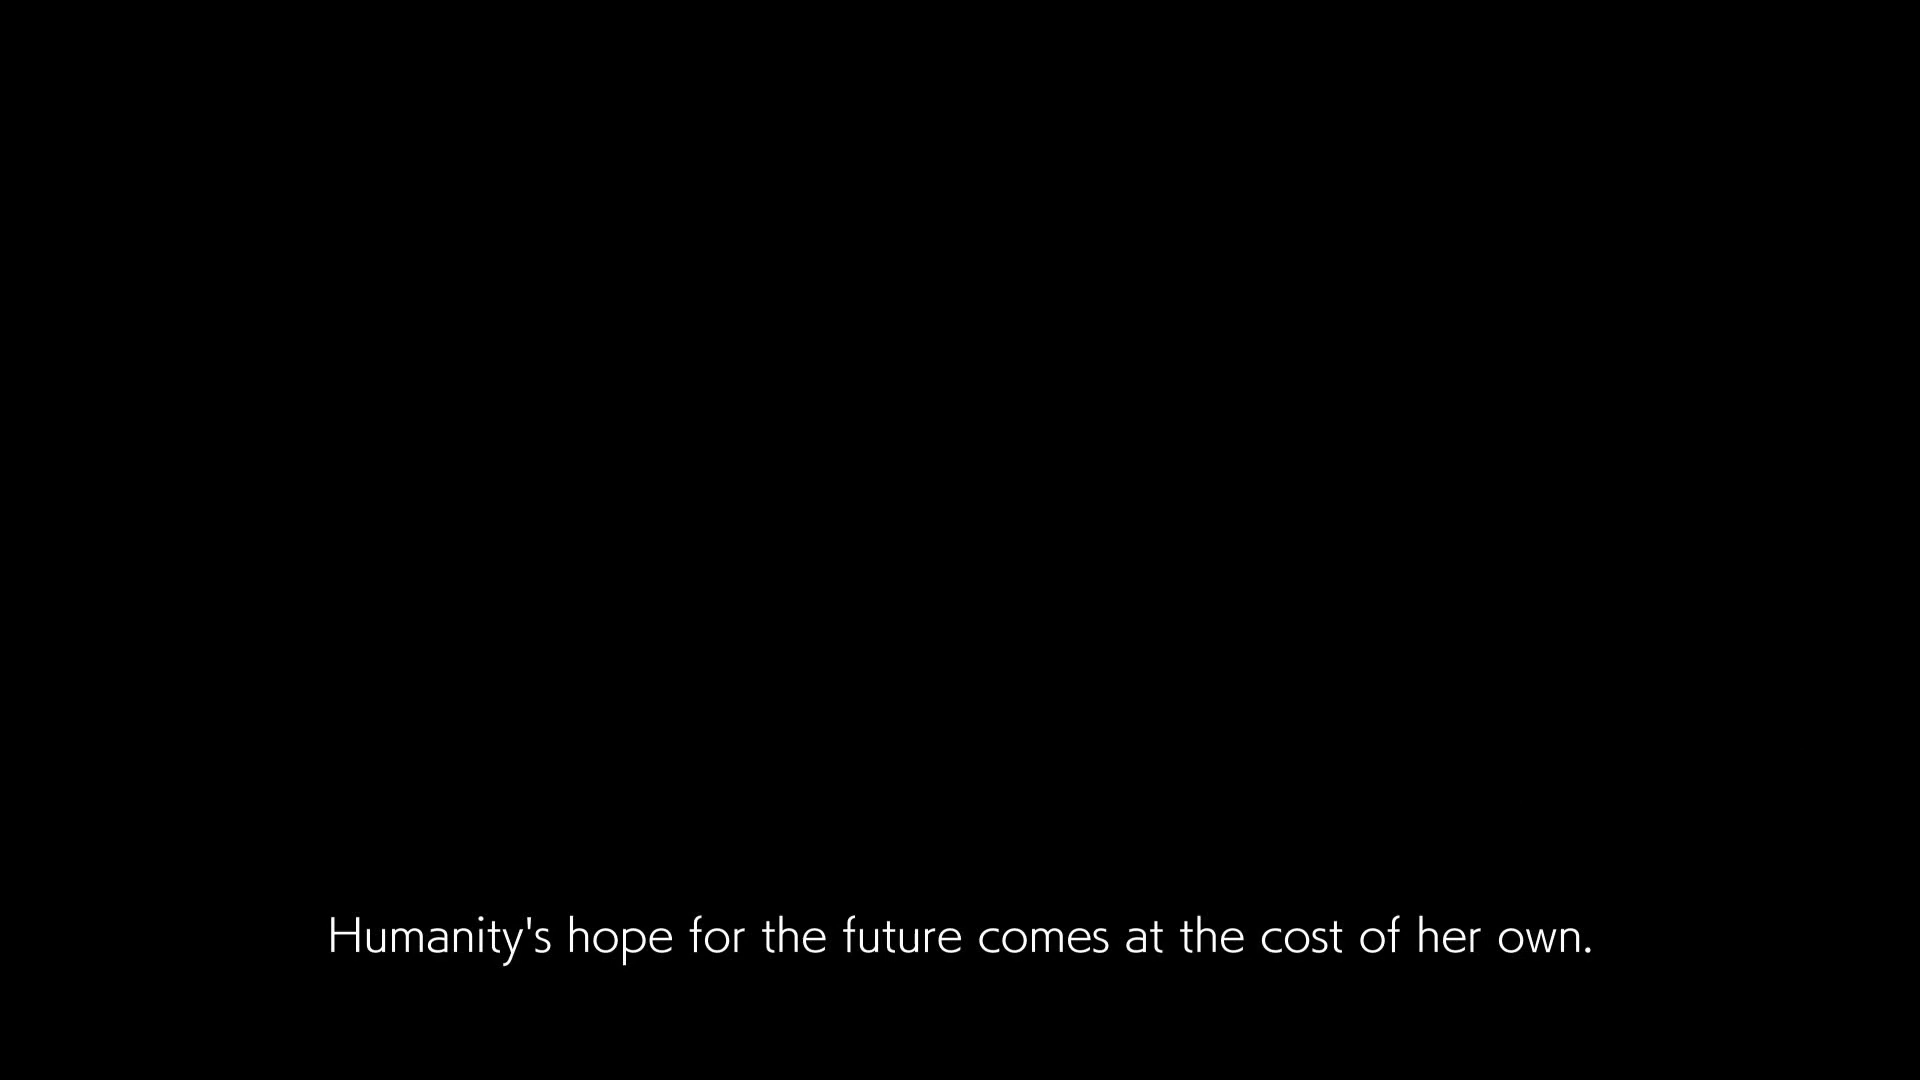 Humanity's hope for the future comes at the cost of her own.